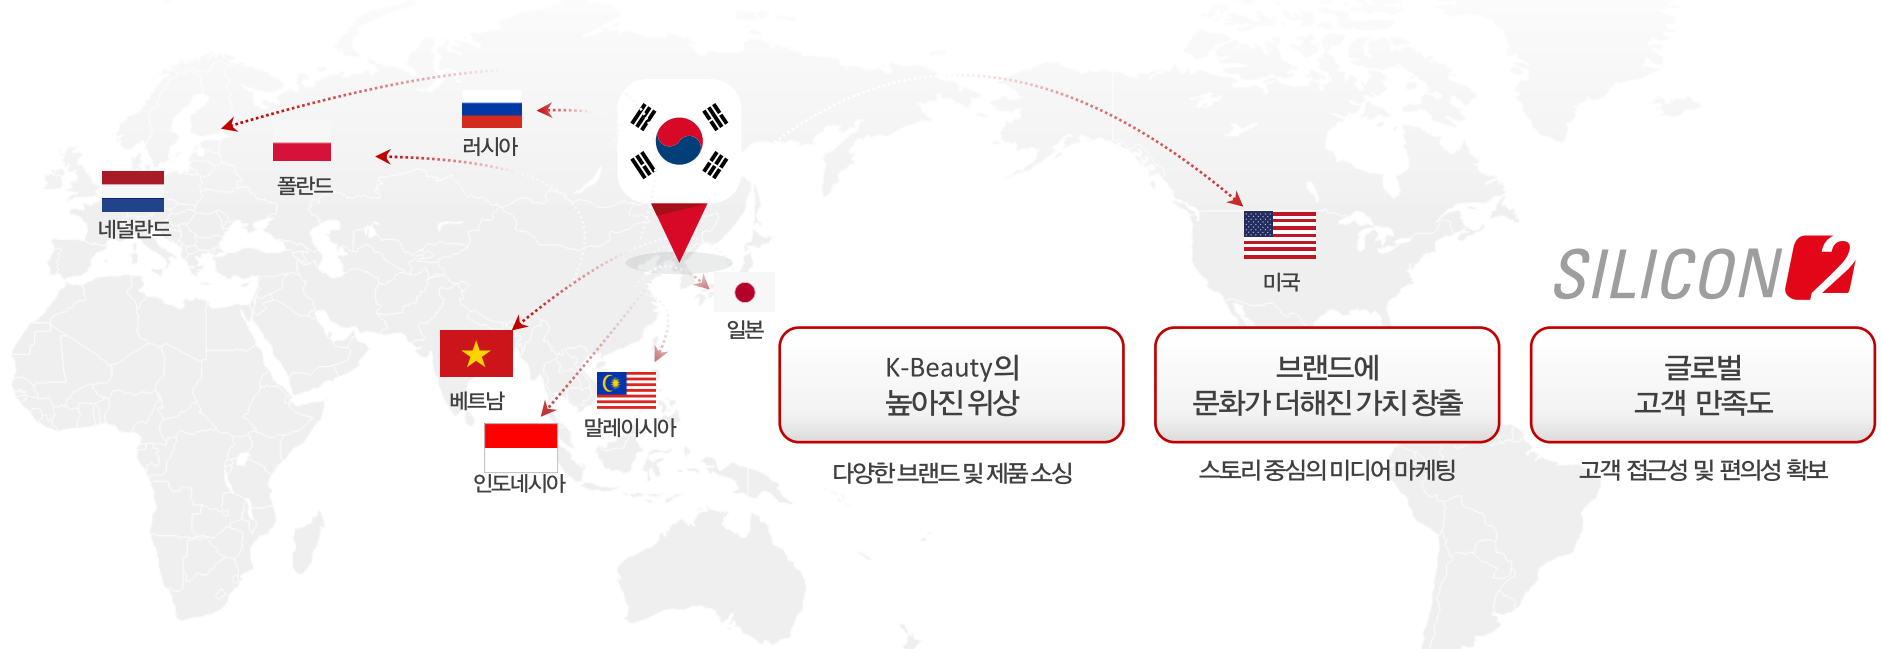 러시아
폴란드
네덜란드
미국
SILICON2
일본
베트남
말레이시아
인도네시아
K-Beauty의
높아진 위상
다양한 브랜드 및 제품 소싱
브랜드에
문화가 더해진 가치 창출
스토리 중심의 미디어 마케팅
글로벌
고객 만족도
고객 접근성 및 편의성 확보